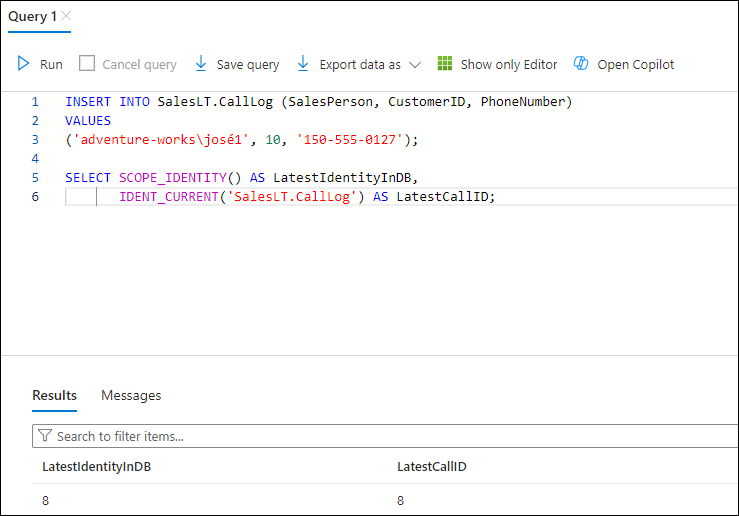 Query 1
Run Cancel query Save query Export data as Show only Editor Open Copilot
1 INSERT INTO SalesLT.CallLog (SalesPerson, CustomerID, PhoneNumber)
2 VALUES
3 ('adventure-works\josé1', 10, '150-555-0127');
4
5 SELECT SCOPE_IDENTITY() AS LatestIdentityInDB,
6 IDENT_CURRENT('SalesLT.CallLog') AS LatestCallID;
Results Messages
Search to filter items...
LatestIdentityInDB LatestCallID
8 8